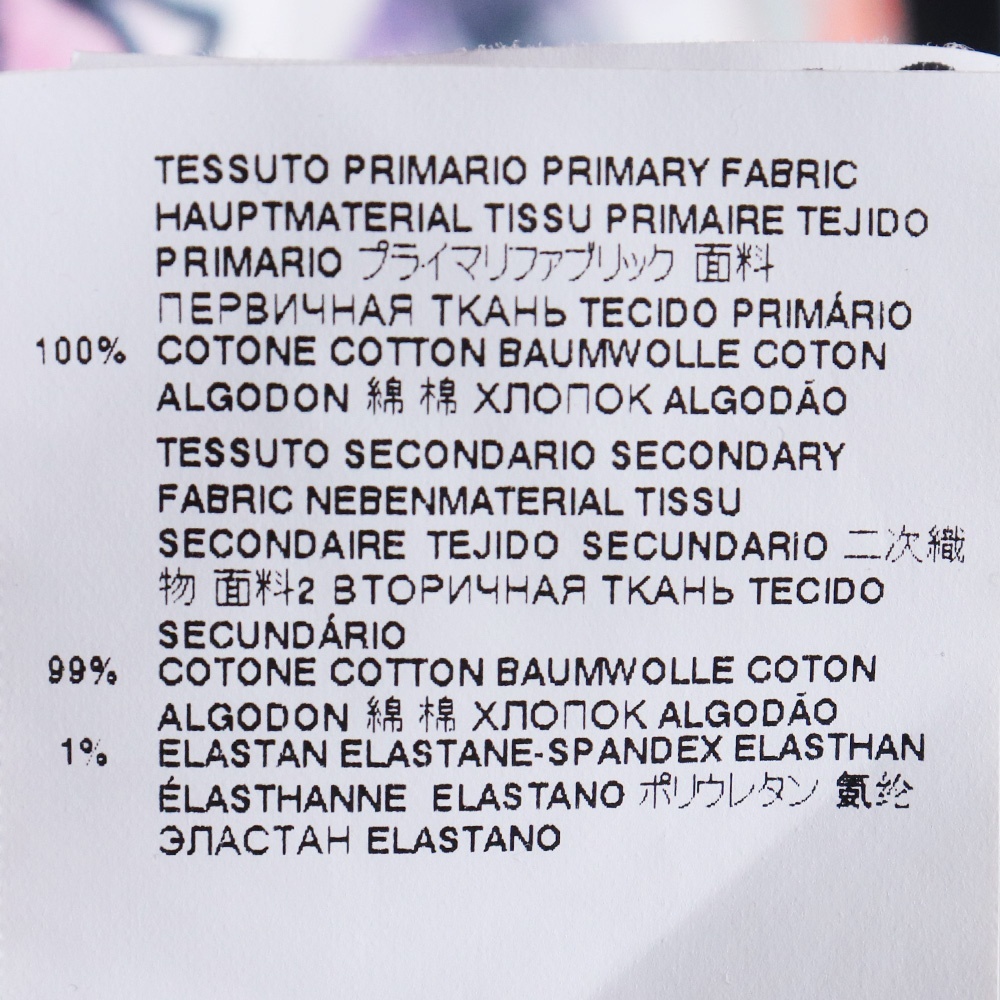 TESSUTO PRIMARIO PRIMARY FABRIC
HAUPTMATERIAL TISSU PRIMAIRE TEJIDO
PRIMARIO プライマリファブリック 面料
ПЕРВИЧНАЯ ТКАНЬ TECIDO PRIMÁRIO
100% COTONE COTTON BAUMWOLLE COTON
ALGODON 綿 棉 ХЛОПОК ALGODÃO
TESSUTO SECONDARIO SECONDARY
FABRIC NEBENMATERIAL TISSU
SECONDAIRE TEJIDO SECUNDARIO 二次織
物 面料2 ВТОРИЧНАЯ ТКАНЬ TECIDO
SECUNDÁRIO
99% COTONE COTTON BAUMWOLLE COTON
ALGODON 綿 棉 ХЛОПОК ALGODÃO
1% ELASTAN ELASTANE-SPANDEX ELASTHAN
ÉLASTHANNE ELASTANO ポリウレタン 氨纶
ЭЛАСТАН ELASTANO